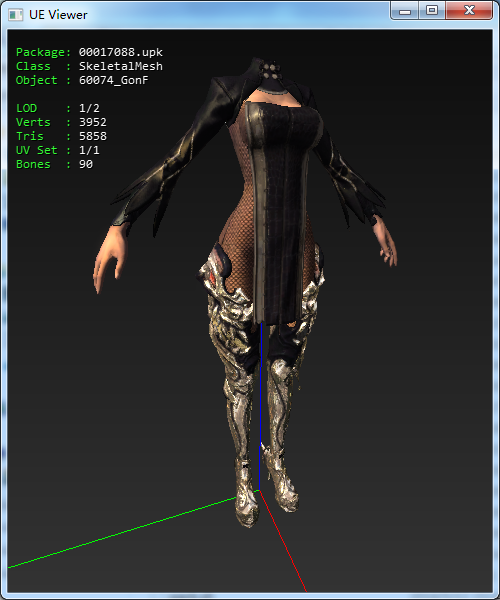 UE Viewer
Package: 00017088.upk
Class : SkeletalMesh
Object : 60074_GonF
LOD : 1/2
Verts : 3952
Tris : 5858
UV Set : 1/1
Bones : 90